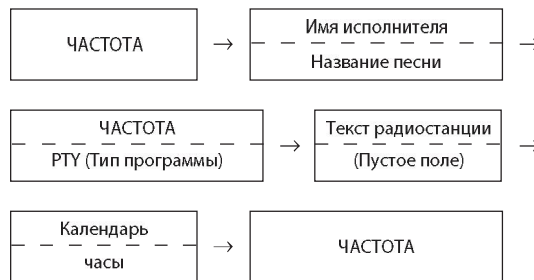 ЧАСТОТА
Имя исполнителя
Название песни
ЧАСТОТА
PTY (Тип программы)
Текст радиостанции
(Пустое поле)
Календарь
часы
ЧАСТОТА